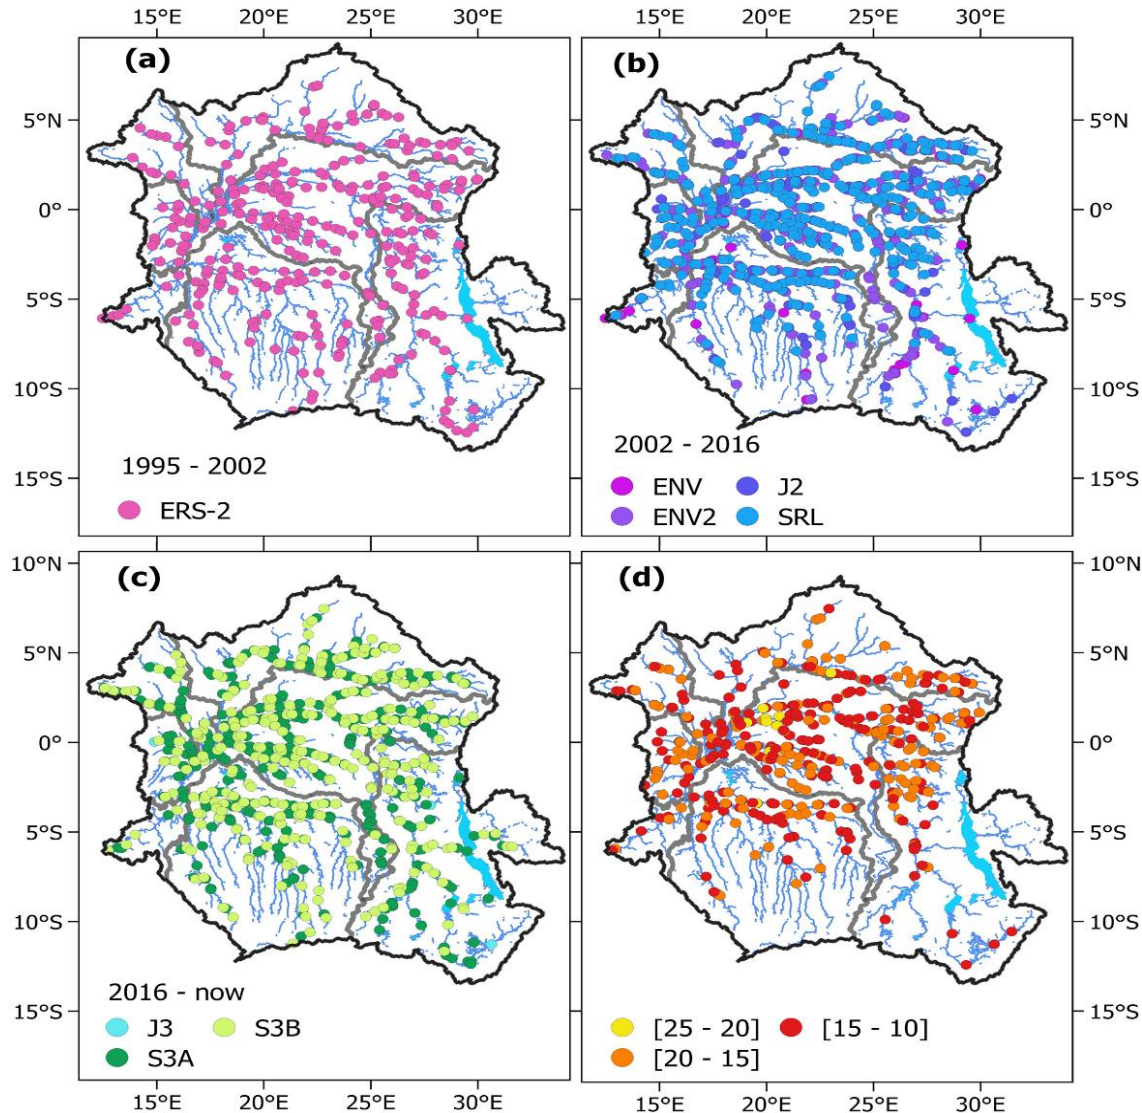 15°E 20°E 25°E 30°E 15°E 20°E 25°E 30°E
(a) (b)
5°N 5°N
0° 0°
5°S 5°S
10°S 10°S
15°S 15°S
1995 - 2002
ERS-2
2002 - 2016
ENV J2
ENV2 SRL
10°N 10°N
(c) (d)
5°N 5°N
0° 0°
5°S 5°S
10°S 10°S
15°S 15°S
2016 - now
J3 S3B
S3A
[25 - 20] [15 - 10]
[20 - 15]
15°E 20°E 25°E 30°E 15°E 20°E 25°E 30°E